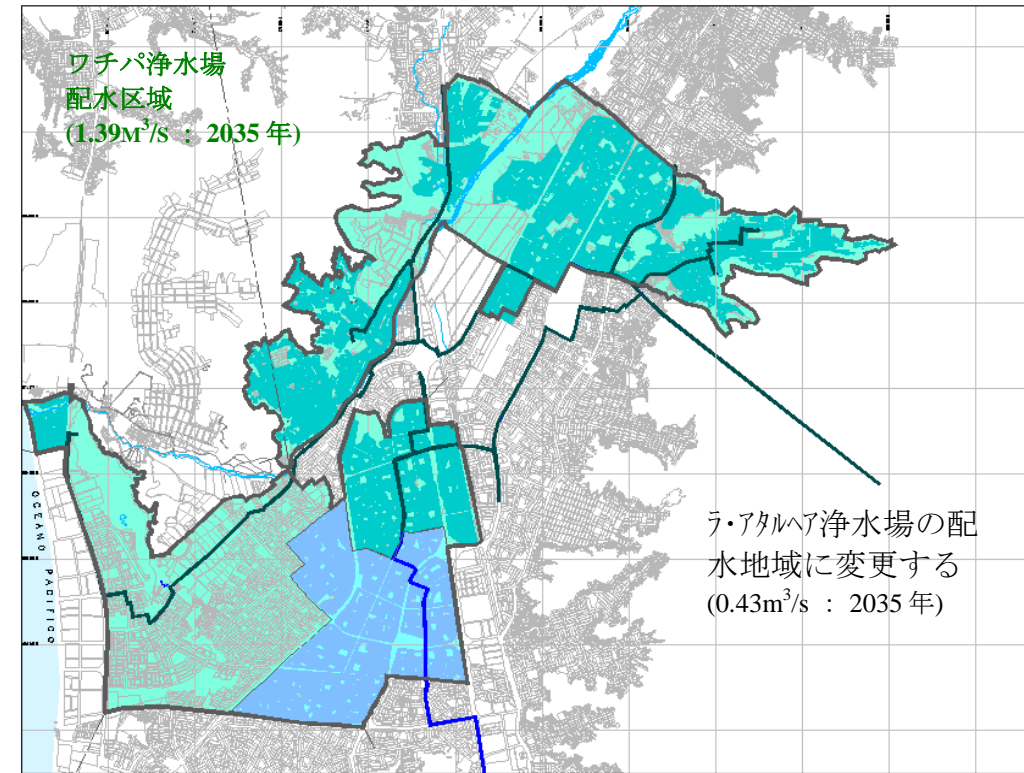 ワチパ浄水場
配水区域
(1.39M³/S : 2035 年)
OCEANO PACIFICO
ラ・アタルヘア浄水場の配
水地域に変更する
(0.43m³/s : 2035 年)